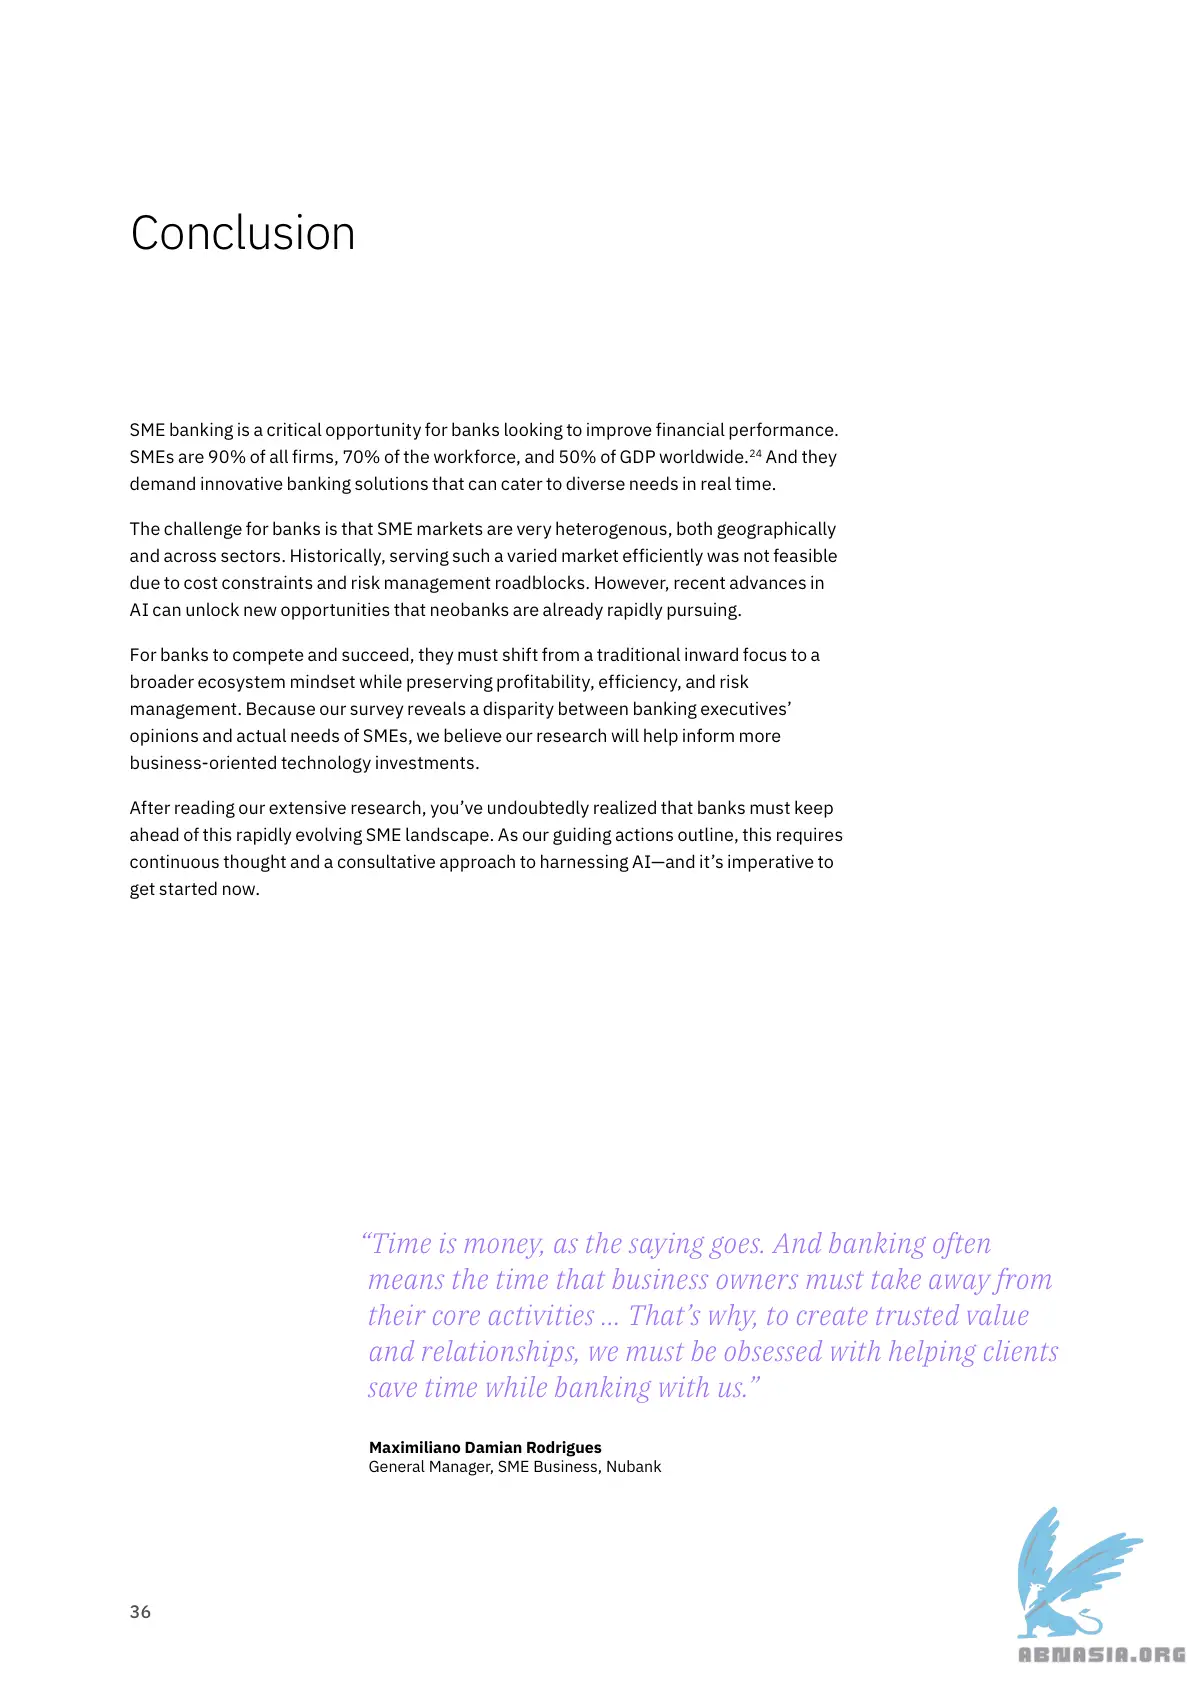 Conclusion
SME banking is a critical opportunity for banks looking to improve financial performance.
SMEs are 90% of all firms, 70% of the workforce, and 50% of GDP worldwide.24 And they
demand innovative banking solutions that can cater to diverse needs in real time.
The challenge for banks is that SME markets are very heterogenous, both geographically
and across sectors. Historically, serving such a varied market efficiently was not feasible
due to cost constraints and risk management roadblocks. However, recent advances in
AI can unlock new opportunities that neobanks are already rapidly pursuing.
For banks to compete and succeed, they must shift from a traditional inward focus to a
broader ecosystem mindset while preserving profitability, efficiency, and risk
management. Because our survey reveals a disparity between banking executives’
opinions and actual needs of SMEs, we believe our research will help inform more
business-oriented technology investments.
After reading our extensive research, you’ve undoubtedly realized that banks must keep
ahead of this rapidly evolving SME landscape. As our guiding actions outline, this requires
continuous thought and a consultative approach to harnessing AI—and it’s imperative to
get started now.
“Time is money, as the saying goes. And banking often
means the time that business owners must take away from
their core activities ... That’s why, to create trusted value
and relationships, we must be obsessed with helping clients
save time while banking with us.”
Maximiliano Damian Rodrigues
General Manager, SME Business, Nubank
36
ABNASIA.ORG